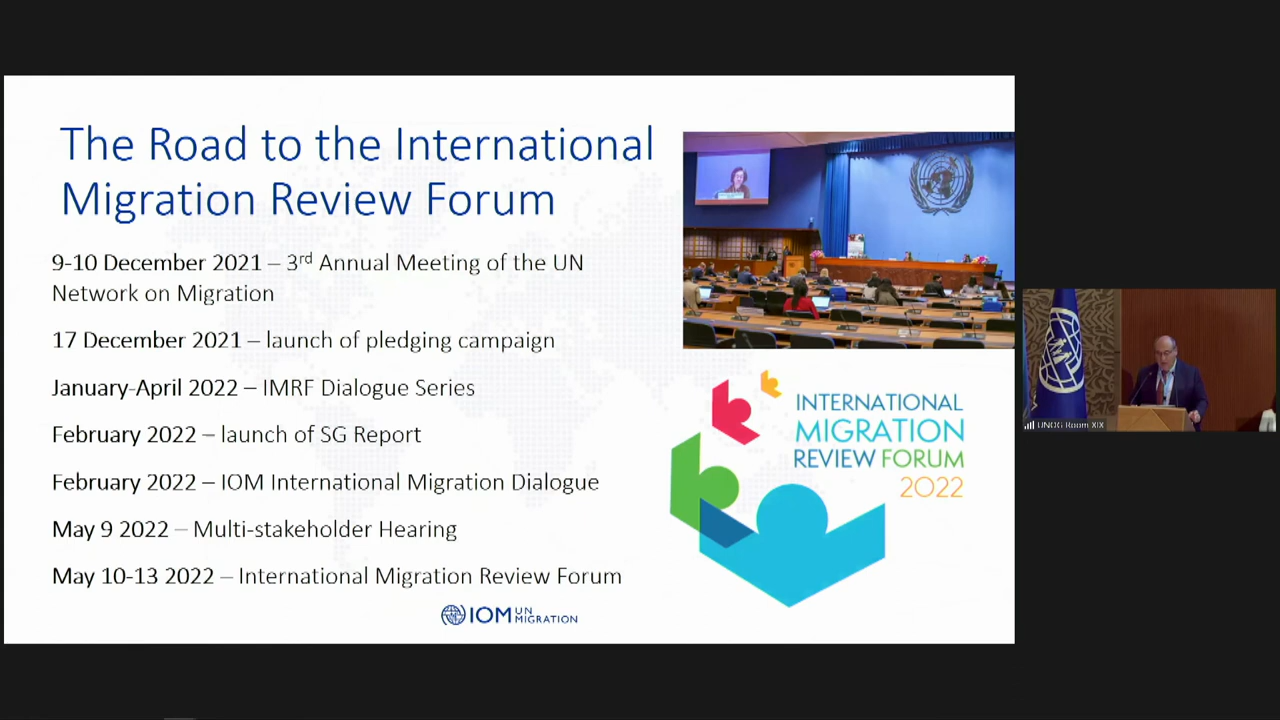 The Road to the International
Migration Review Forum
9-10 December 2021 – 3rd Annual Meeting of the UN
Network on Migration
17 December 2021 – launch of pledging campaign
January-April 2022 – IMRF Dialogue Series
February 2022 – launch of SG Report
February 2022 – IOM International Migration Dialogue
May 9 2022 – Multi-stakeholder Hearing
May 10-13 2022 – International Migration Review Forum
IOM UN
MIGRATION
INTERNATIONAL
MIGRATION
REVIEW FORUM
2022
UNOG Room XIX